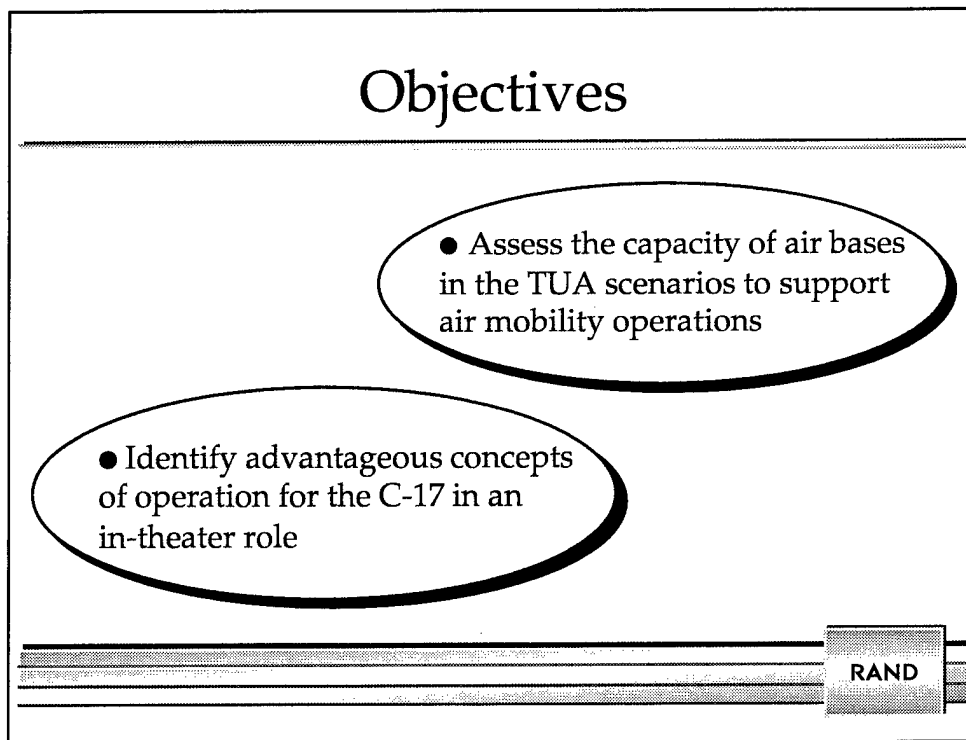 Objectives
● Assess the capacity of air bases
in the TUA scenarios to support
air mobility operations
● Identify advantageous concepts
of operation for the C-17 in an
in-theater role
RAND